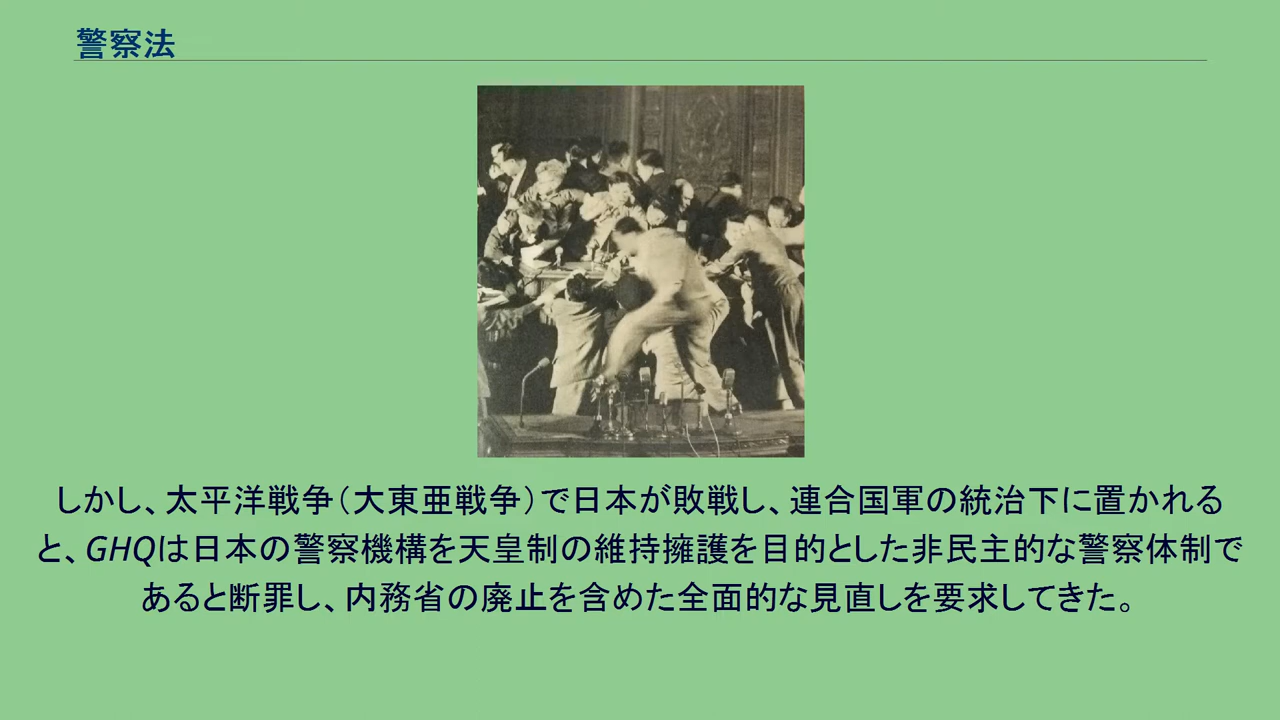 警察法
しかし、太平洋戦争（大東亜戦争）で日本が敗戦し、連合国軍の統治下に置かれる
と、GHQは日本の警察機構を天皇制の維持擁護を目的とした非民主的な警察体制で
あると断罪し、内務省の廃止を含めた全面的な見直しを要求してきた。